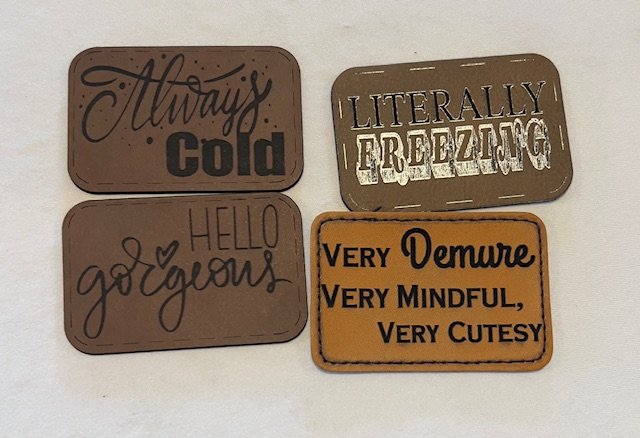 Always
Cold
LITERALLY
FREEZING
HELLO
gorgeous
VERY Demure
VERY MINDFUL,
VERY CUTESY